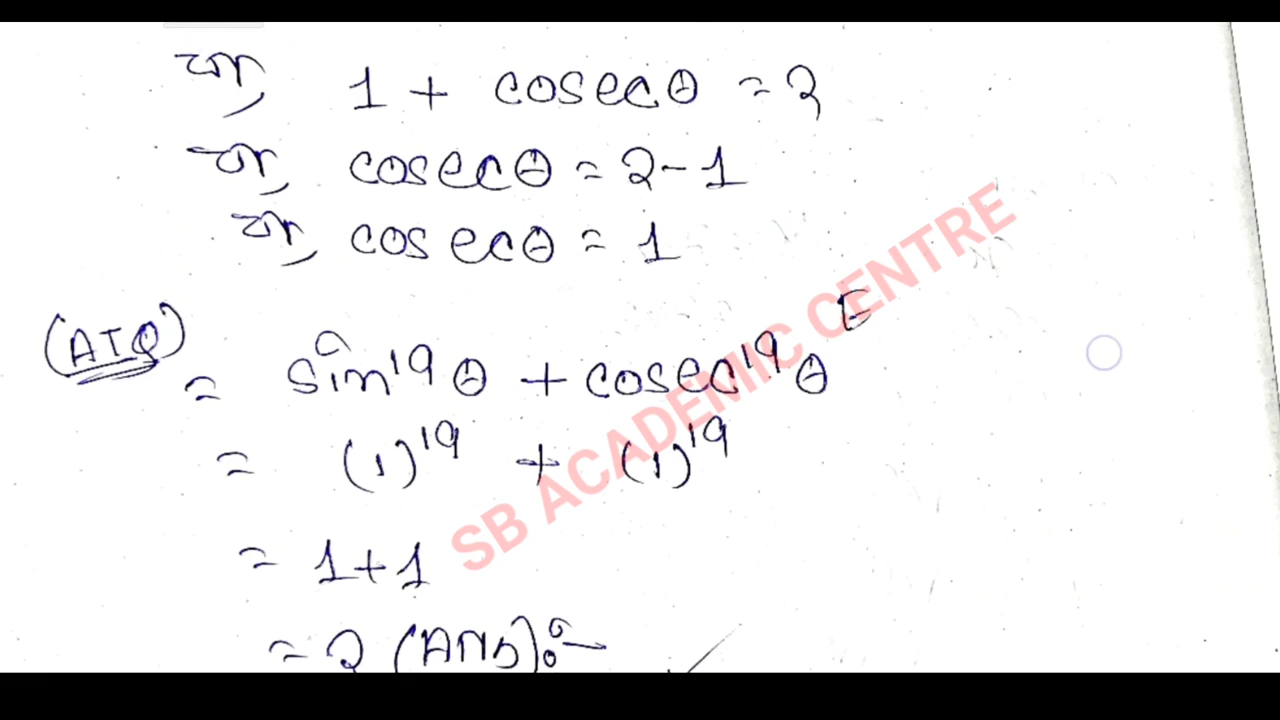 বা, 1 + cosecθ = 2
বা, cosecθ = 2-1
বা, cosecθ = 1
(ATQ)
= sin¹⁹θ + cosec¹⁹θ
= (1)¹⁹ + (1)¹⁹
= 1+1
= 2 (Ans):-
SB ACADEMIC CENTRE